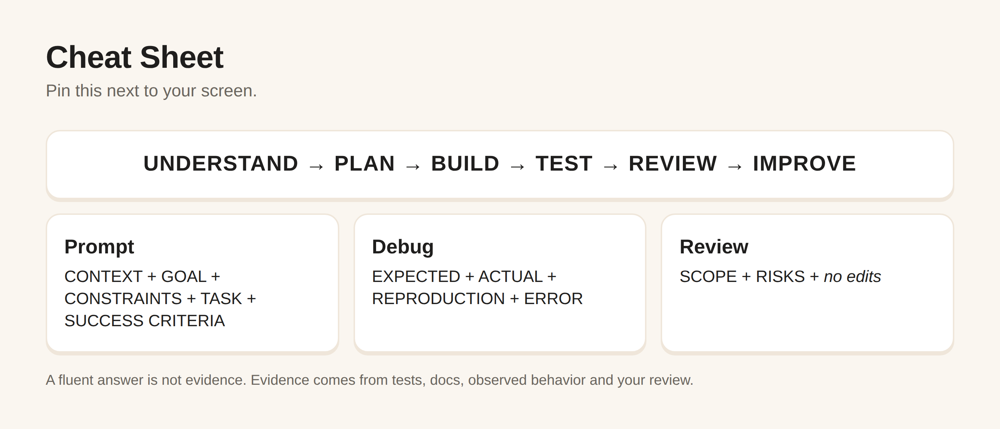 Cheat Sheet
Pin this next to your screen.
UNDERSTAND → PLAN → BUILD → TEST → REVIEW → IMPROVE
Prompt
CONTEXT + GOAL +
CONSTRAINTS + TASK +
SUCCESS CRITERIA
Debug
EXPECTED + ACTUAL +
REPRODUCTION + ERROR
Review
SCOPE + RISKS + no edits
A fluent answer is not evidence. Evidence comes from tests, docs, observed behavior and your review.